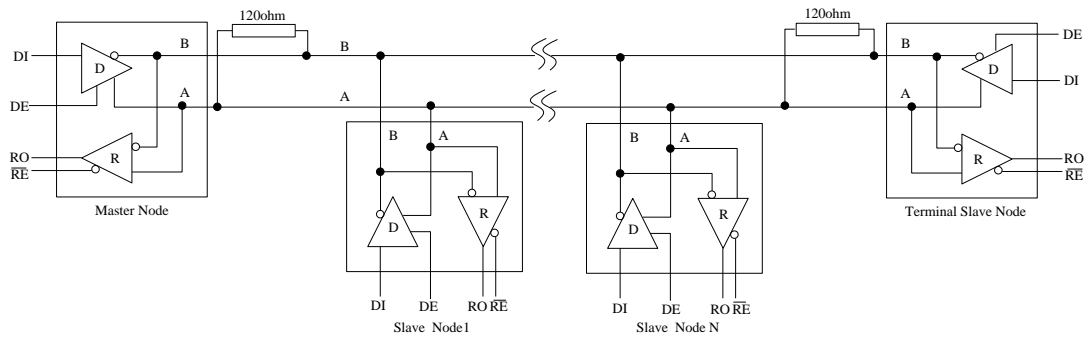 120ohm
120ohm
DI
B
B
B
DE
D
D
DE
A
A
A
DI
RO
R
B
A
B
A
R
RO
RE
RE
Master Node
Terminal Slave Node
D
R
D
R
DI
DE
RO RE
DI
DE
RO RE
Slave Node1
Slave Node N